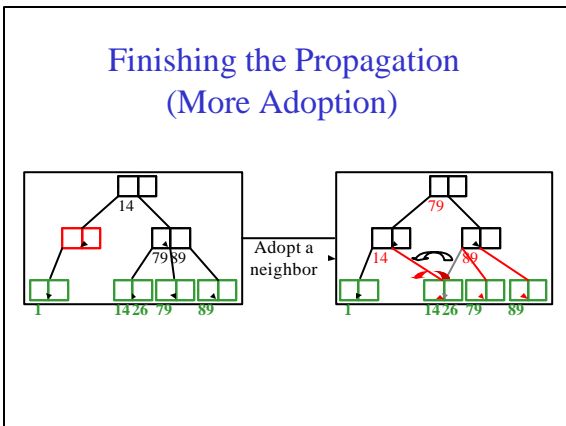 Finishing the Propagation
(More Adoption)
14
79 89
1
14 26 79 89
Adopt a
neighbor
79
14 89
1
14 26 79 89